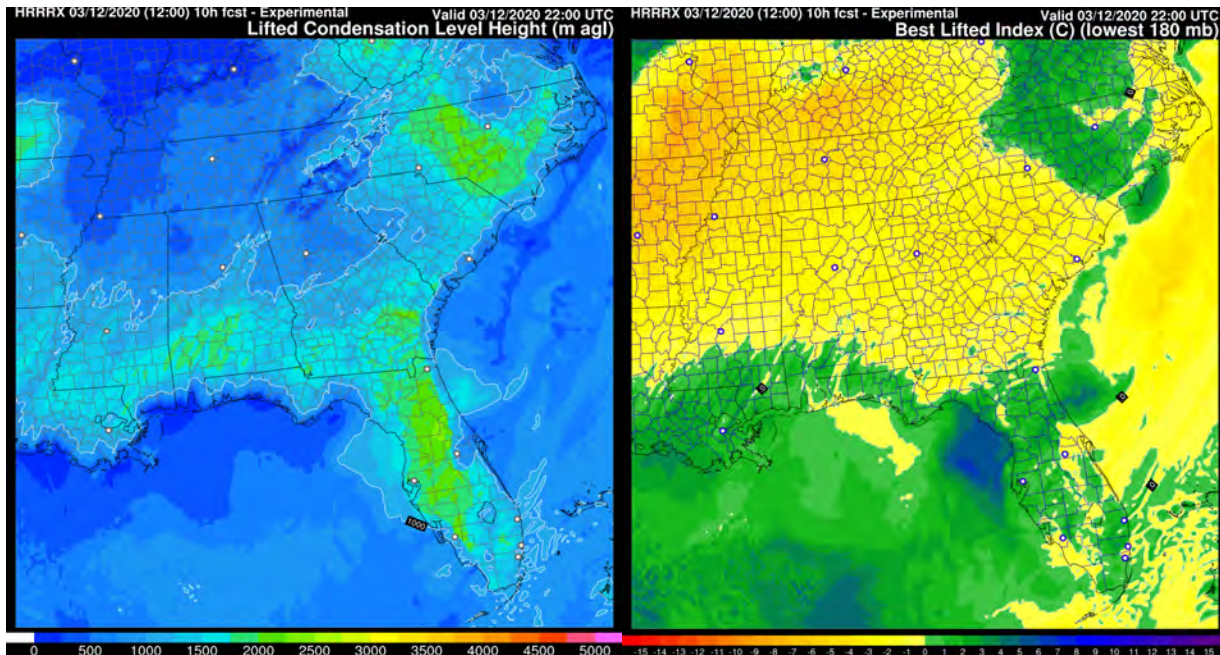 HRRRX 03/12/2020 (12:00) 10h fcst - Experimental
Valid 03/12/2020 22:00 UTC
Lifted Condensation Level Height (m agl)
1000
0 500 1000 1500 2000 2500 3000 3500 4000 4500 5000
HRRRX 03/12/2020 (12:00) 10h fcst - Experimental
Valid 03/12/2020 22:00 UTC
Best Lifted Index (C) (lowest 180 mb)
0
0
0
0
-15 -14 -13 -12 -11 -10 -9 -8 -7 -6 -5 -4 -3 -2 -1 0 1 2 3 4 5 6 7 8 9 10 11 12 13 14 15